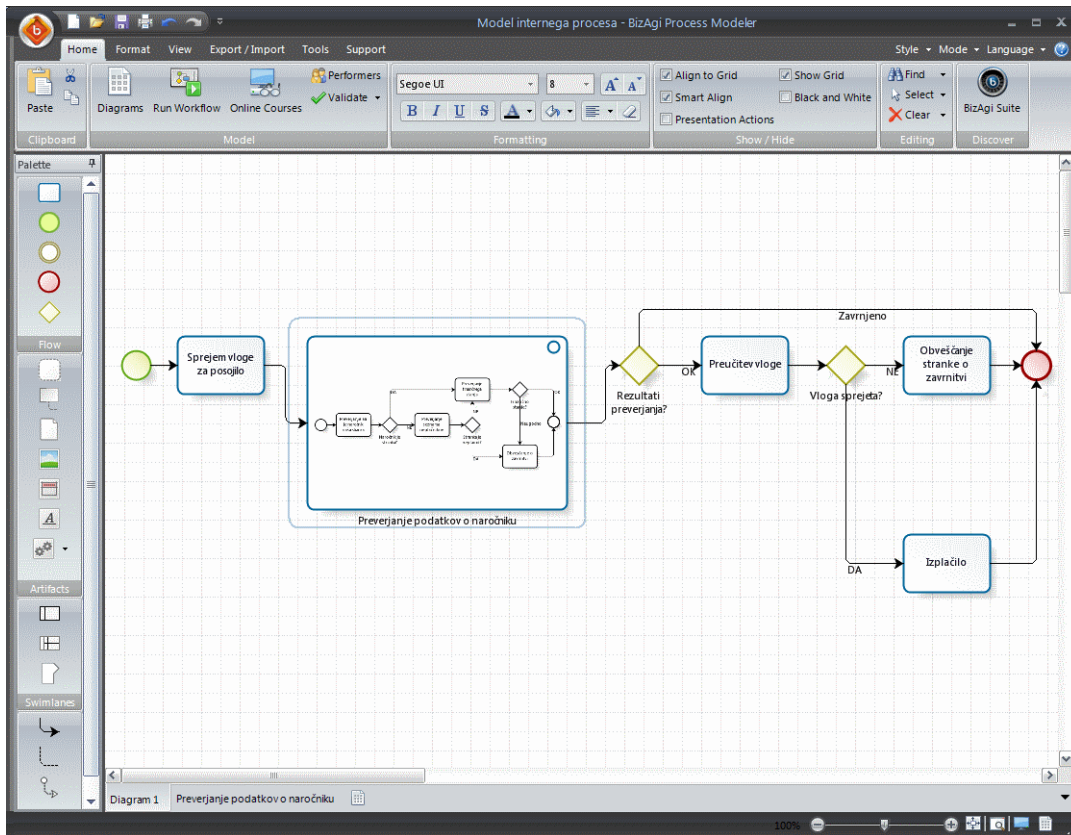 Model internega procesa - BizAgi Process Modeler
Home Format View Export / Import Tools Support Style Mode Language
Paste
Diagrams Run Workflow Online Courses
Performers
Validate
Segoe UI 8
B I U S A
Align to Grid
Smart Align
Presentation Actions
Show Grid
Black and White
Find
Select
Clear
BizAgi Suite
Clipboard Model Formatting Show / Hide Editing Discover
Palette
Flow
Artifacts
Swimlanes
Sprejem vloge
za posojilo
Preverjanje podatkov o naročniku
Rezultati
preverjanja?
Zavrnjeno
OK
Preučitev vloge
Vloga sprejeta?
NE
Obveščanje
stranke o
zavrnitvi
DA
Izplačilo
Diagram 1 Preverjanje podatkov o naročniku
100%